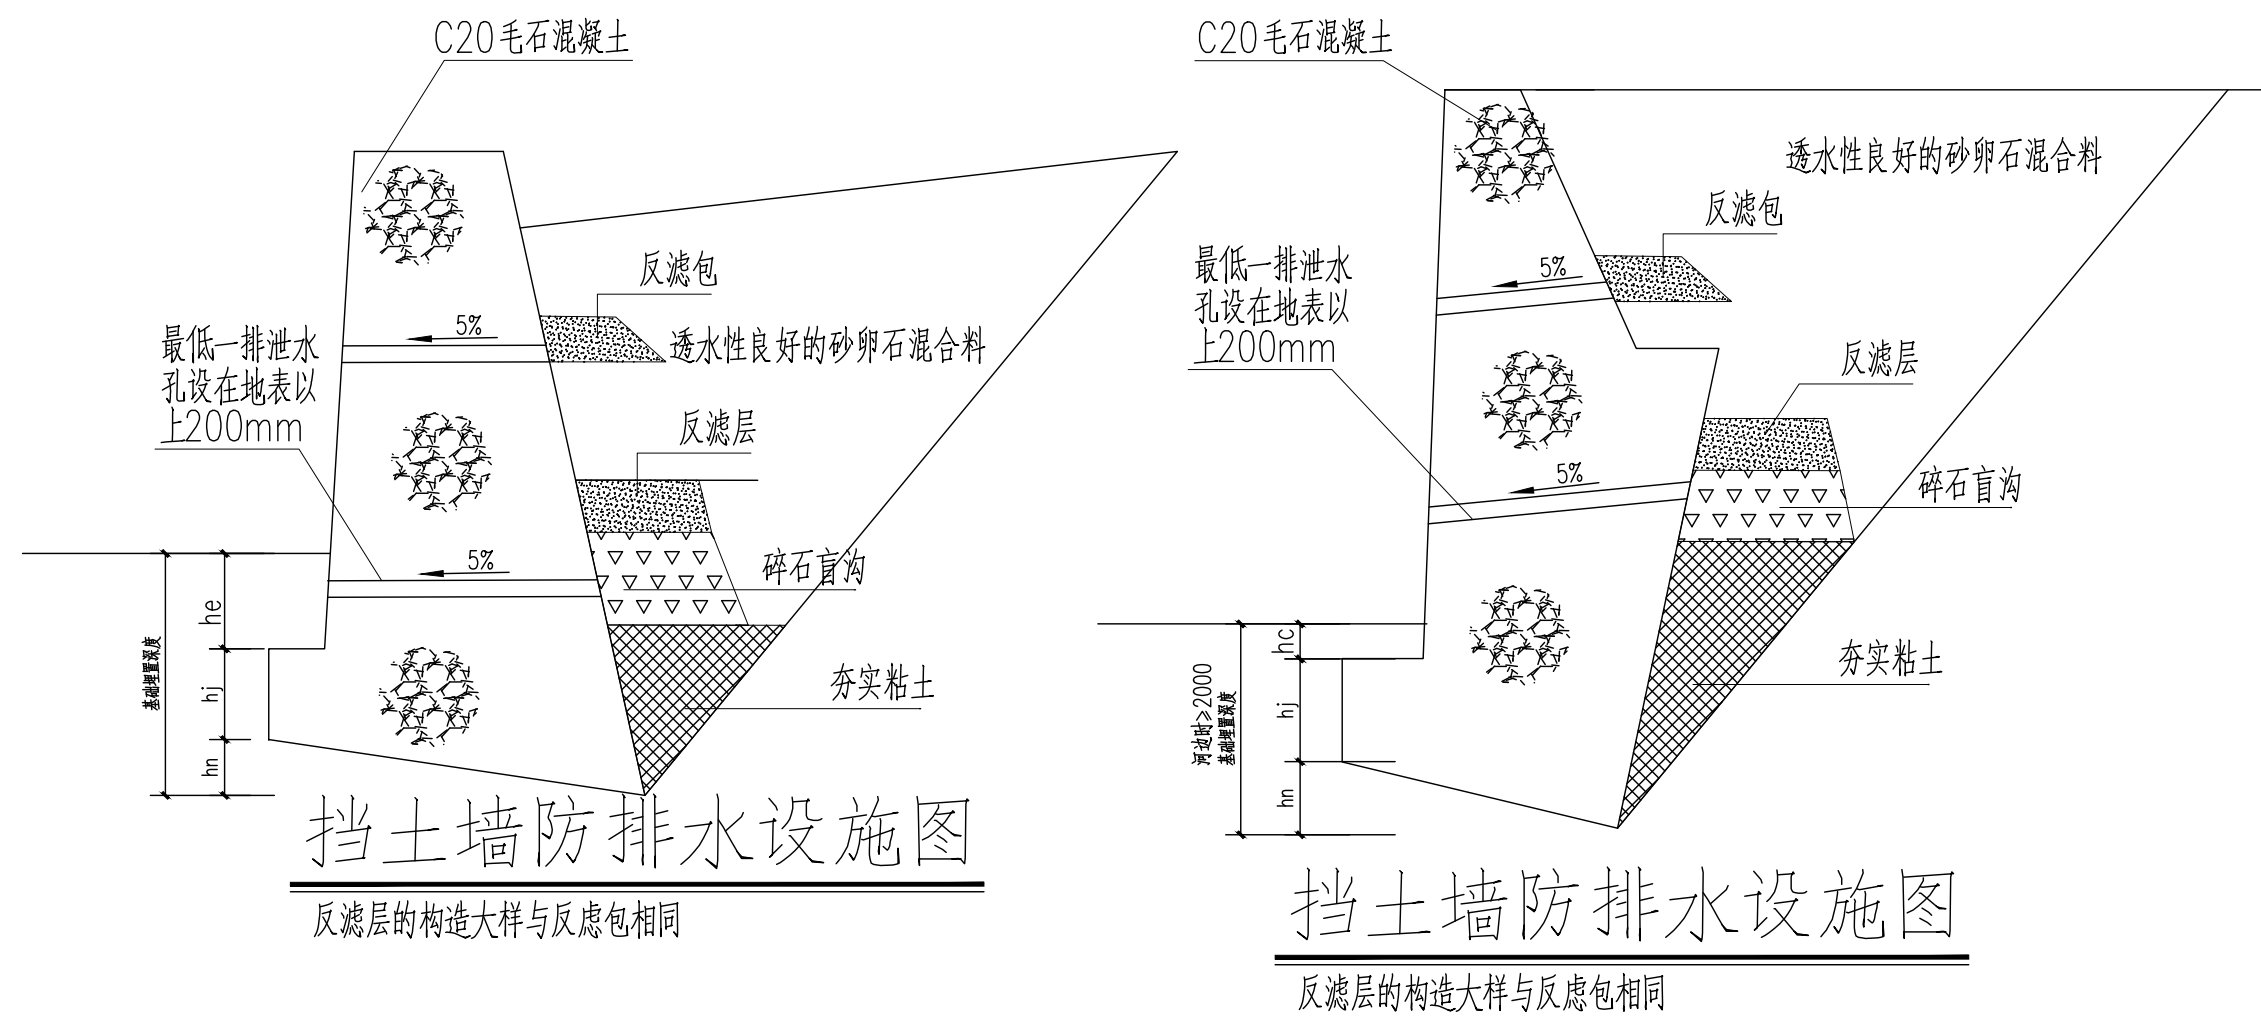 C20毛石混凝土
反滤包
5%
透水性良好的砂卵石混合料
最低一排泄水
孔设在地表以
上200mm
反滤层
5%
碎石盲沟
he
基础埋置深度
hj
夯实粘土
hn
挡土墙防排水设施图
反滤层的构造大样与反虑包相同
C20毛石混凝土
透水性良好的砂卵石混合料
反滤包
最低一排泄水
孔设在地表以
上200mm
5%
反滤层
5%
碎石盲沟
hc
夯实粘土
河边时≥2000
基础埋置深度
hj
hn
挡土墙防排水设施图
反滤层的构造大样与反虑包相同